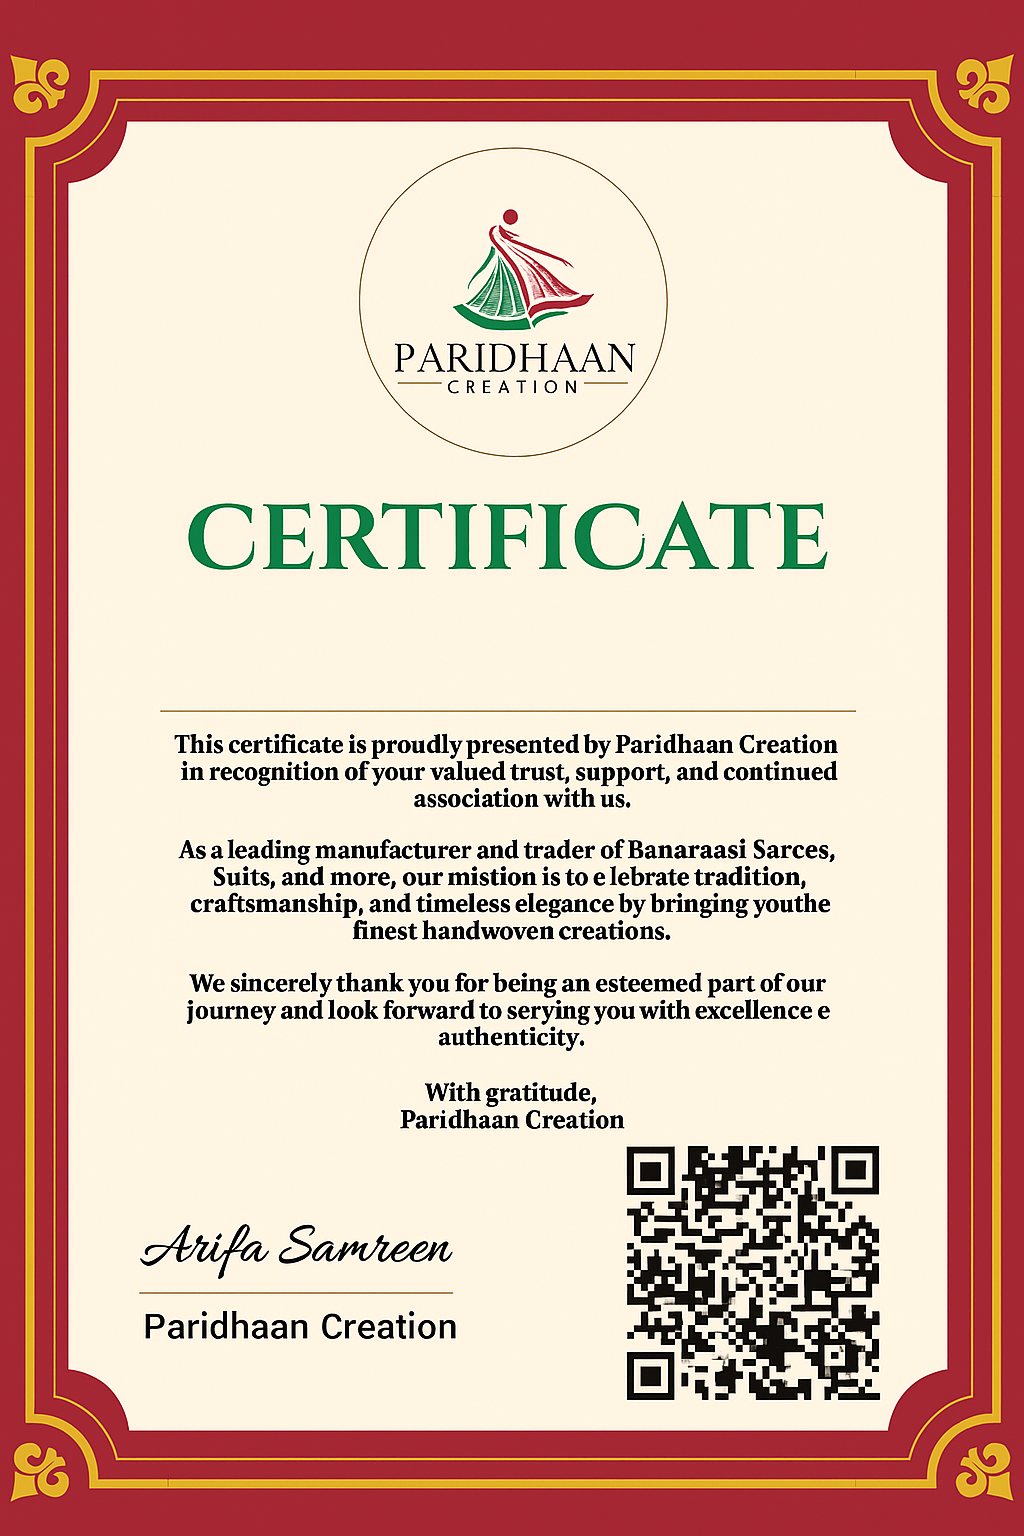 PARIDHAAN
CREATION
CERTIFICATE
This certificate is proudly presented by Paridhaan Creation
in recognition of your valued trust, support, and continued
association with us.
As a leading manufacturer and trader of Banaraasi Sarces,
Suits, and more, our mistion is to e lebrate tradition,
craftsmanship, and timeless elegance by bringing youthe
finest handwoven creations.
We sincerely thank you for being an esteemed part of our
journey and look forward to serying you with excellence e
authenticity.
With gratitude,
Paridhaan Creation
Arifa Samreen
Paridhaan Creation